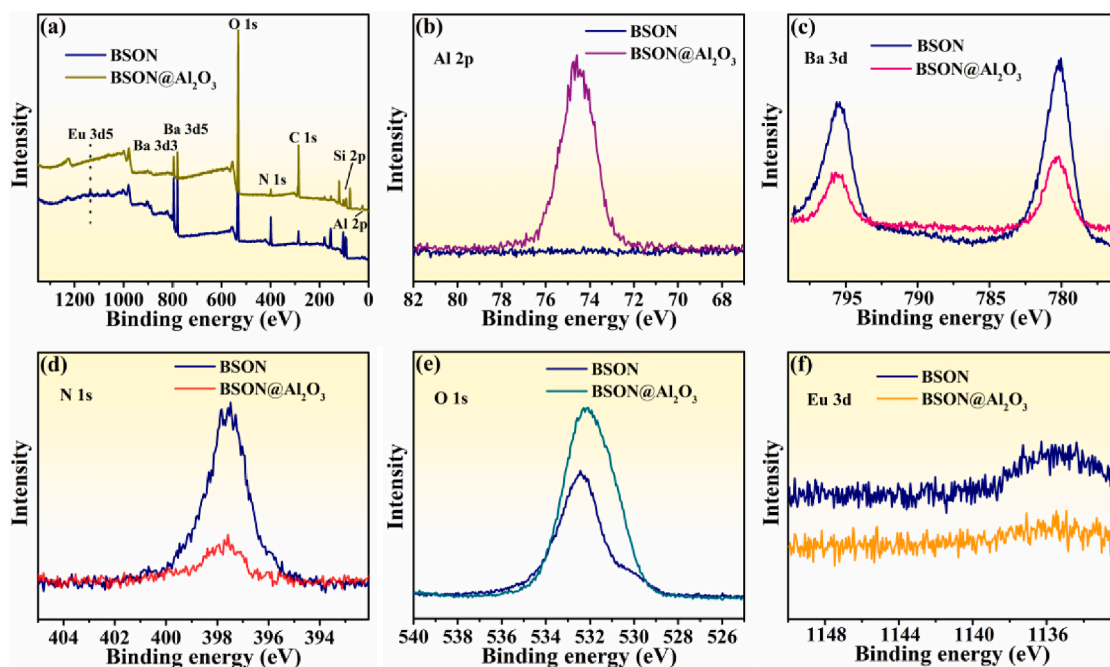 (a)
BSON
BSON@Al₂O₃
O 1s
Eu 3d5
Ba 3d3
Ba 3d5
N 1s
C 1s
Si 2p
Al 2p
Intensity
1200 1000 800 600 400 200 0
Binding energy (eV)
(b)
BSON
BSON@Al₂O₃
Al 2p
Intensity
82 80 78 76 74 72 70 68
Binding energy (eV)
(c)
BSON
BSON@Al₂O₃
Ba 3d
Intensity
795 790 785 780
Binding energy (eV)
(d)
BSON
BSON@Al₂O₃
N 1s
Intensity
404 402 400 398 396 394
Binding energy (eV)
(e)
BSON
BSON@Al₂O₃
O 1s
Intensity
540 538 536 534 532 530 528 526
Binding energy (eV)
(f)
BSON
BSON@Al₂O₃
Eu 3d
Intensity
1148 1144 1140 1136
Binding energy (eV)